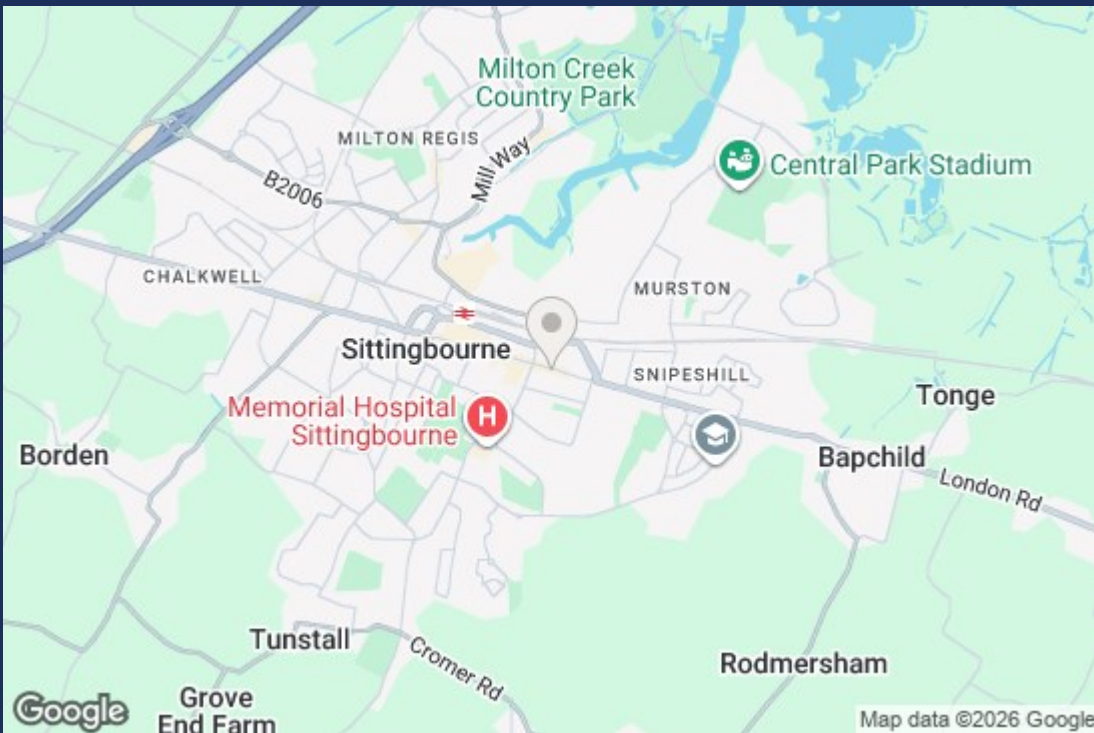 Milton Creek
Country Park
MILTON REGIS
Mill Way
Central Park Stadium
B2006
CHALKWELL
MURSTON
Sittingbourne
SNIPESHILL
Tonge
Memorial Hospital
Sittingbourne
H
Borden
Bapchild
London Rd
Tunstall
Cromer Rd
Rodmersham
Grove
End Farm
Google
Map data ©2026 Google